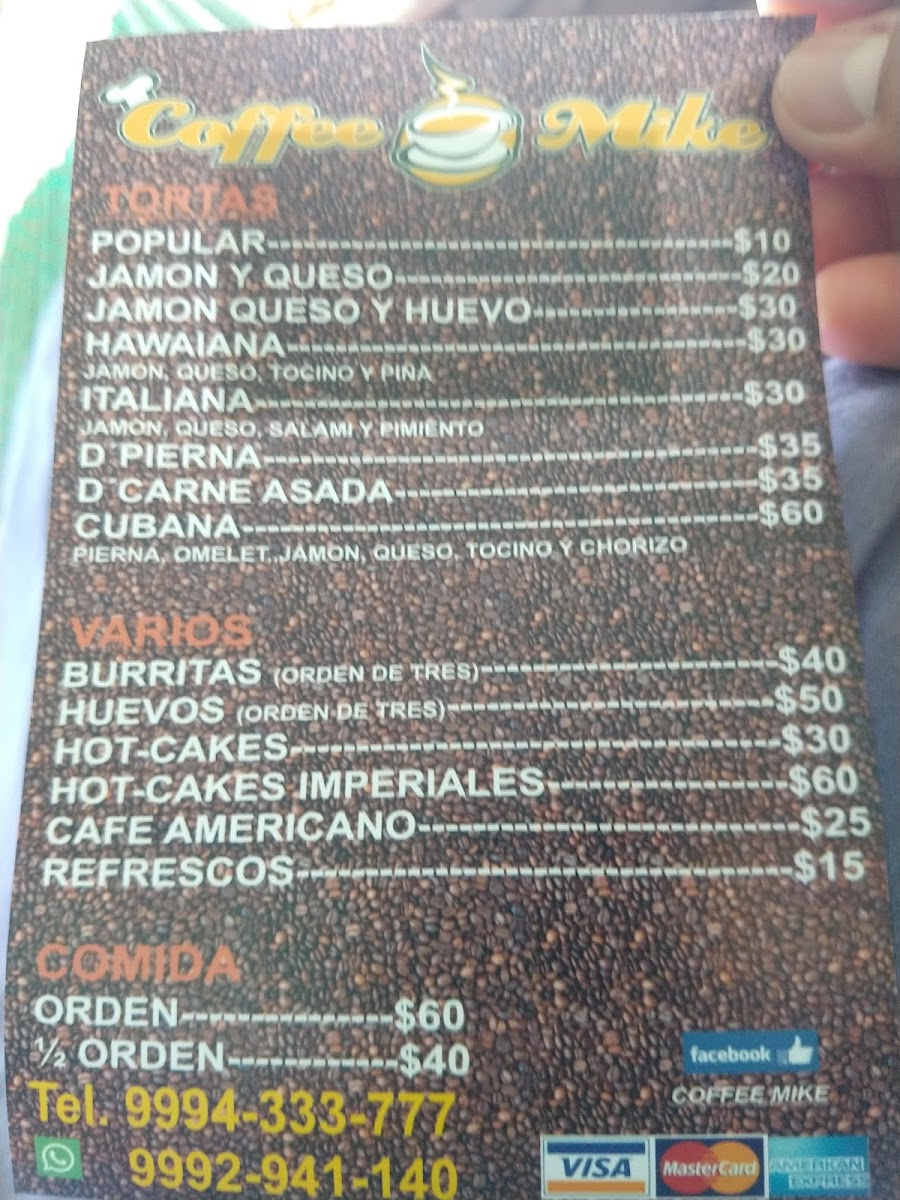 Coffee Mike
TORTAS
POPULAR------------------------------------$10
JAMON Y QUESO---------------------------$20
JAMON QUESO Y HUEVO----------------$30
HAWAIANA-----------------------------------$30
JAMON, QUESO, TOCINO Y PIÑA
ITALIANA--------------------------------------$30
JAMON, QUESO, SALAMI Y PIMIENTO
D´PIERNA--------------------------------------$35
D´CARNE ASADA----------------------------$35
CUBANA---------------------------------------$60
PIERNA, OMELET,.JAMON, QUESO, TOCINO Y CHORIZO
VARIOS
BURRITAS (ORDEN DE TRES)----------------------$40
HUEVOS (ORDEN DE TRES)------------------------$50
HOT-CAKES-----------------------------------$30
HOT-CAKES IMPERIALES-----------------$60
CAFE AMERICANO---------------------------$25
REFRESCOS-----------------------------------$15
COMIDA
ORDEN---------------$60
½ ORDEN------------$40
facebook
COFFEE MIKE
Tel. 9994-333-777
9992-941-140
VISA MasterCard AMERICAN EXPRESS